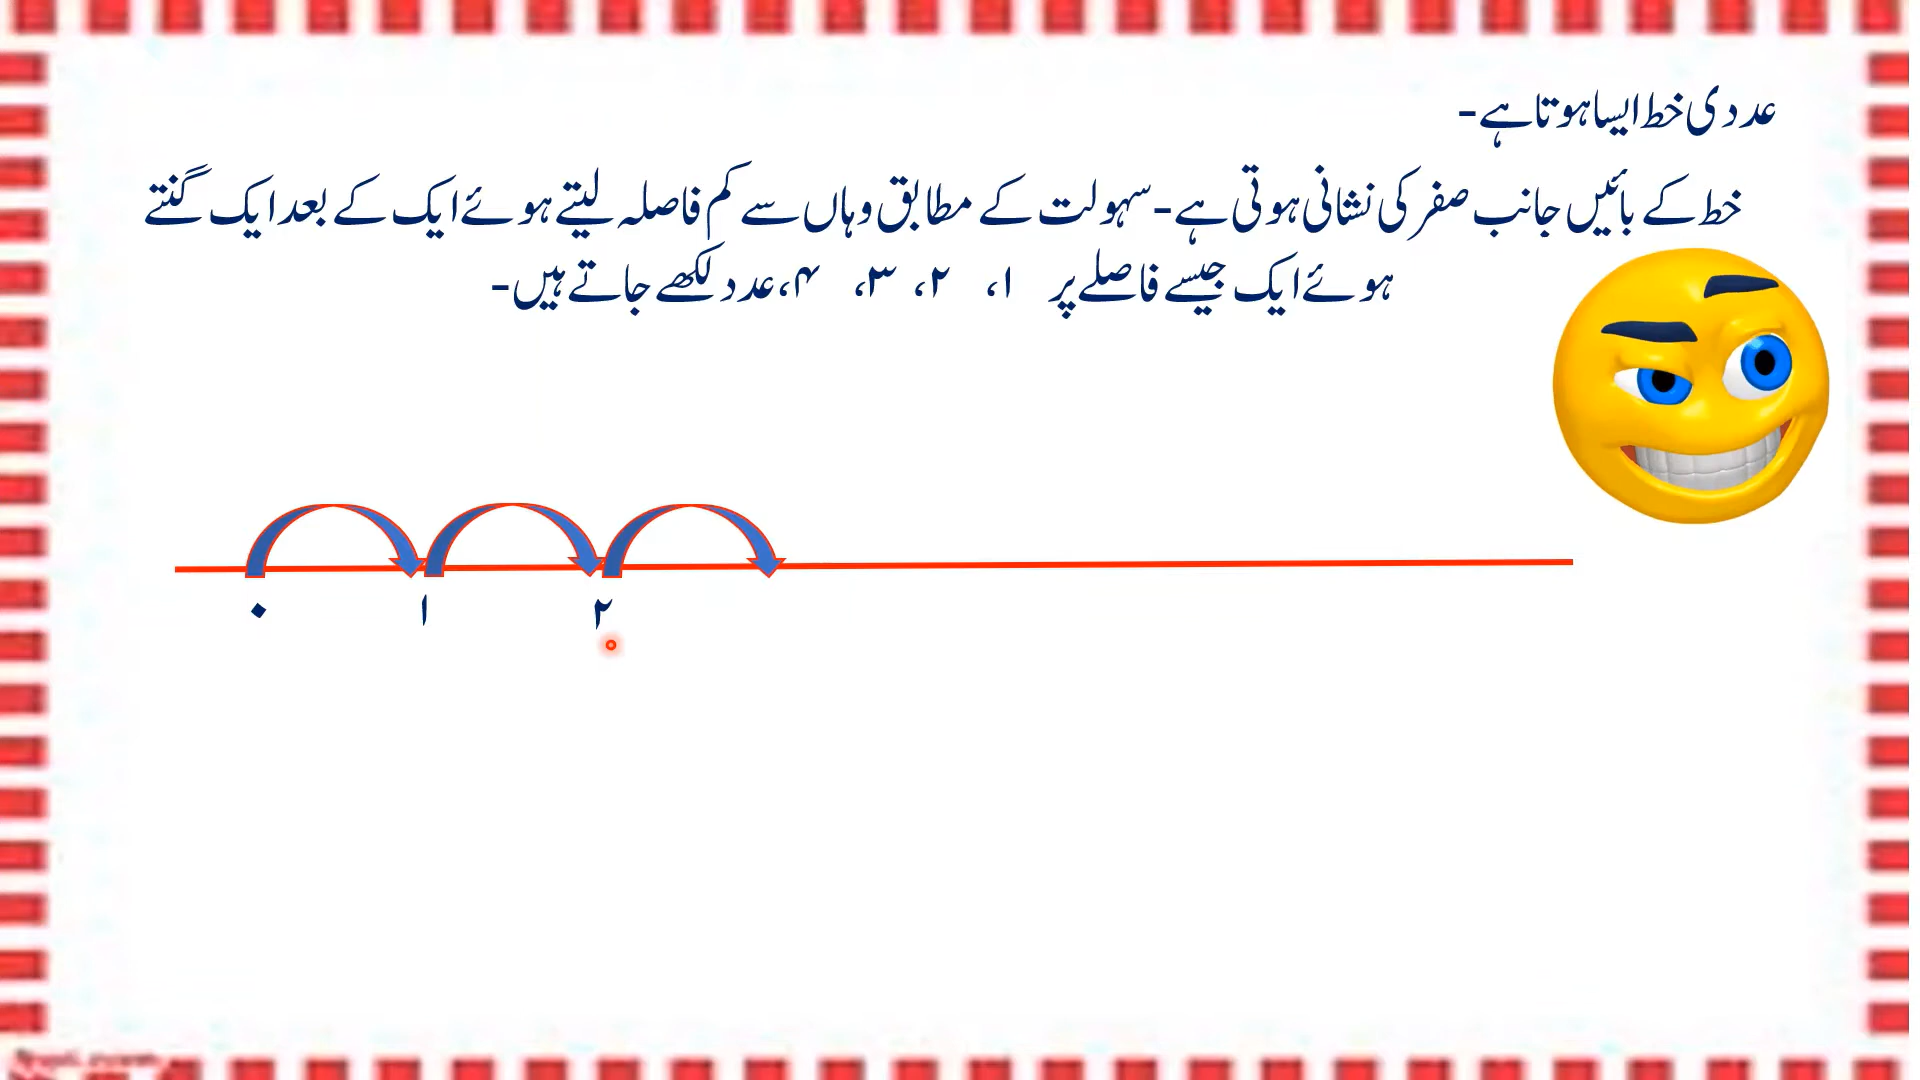 عددی خط ایسا ہوتا ہے-
خط کے بائیں جانب صفر کی نشانی ہوتی ہے-سہولت کے مطابق وہاں سے کم فاصلہ لیتے ہوئے ایک کے بعد ایک گنتے
ہوئے ایک جیسے فاصلے پر ۱، ۲، ۳، ۴، عدد لکھے جاتے ہیں-
۰ ۱ ۲